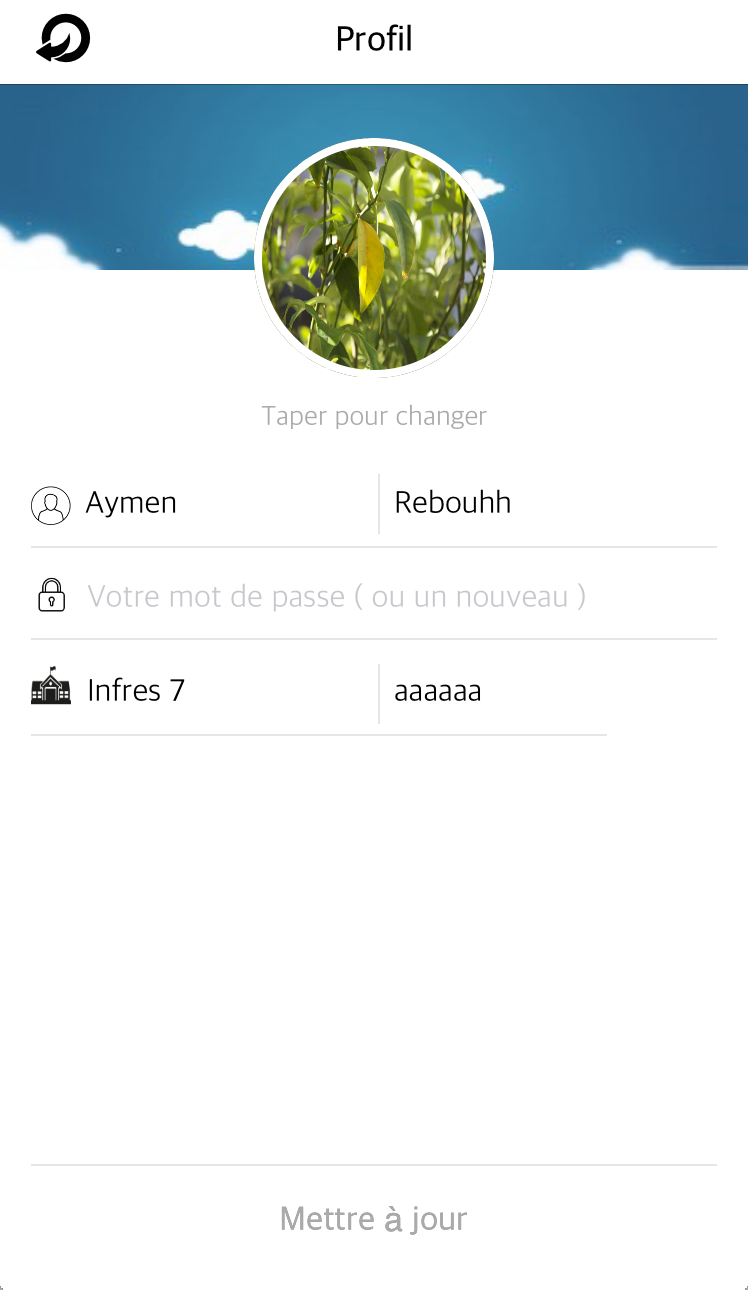 Profil
Taper pour changer
Aymen Rebouhh
Votre mot de passe ( ou un nouveau )
Infres 7 aaaaaa
Mettre à jour